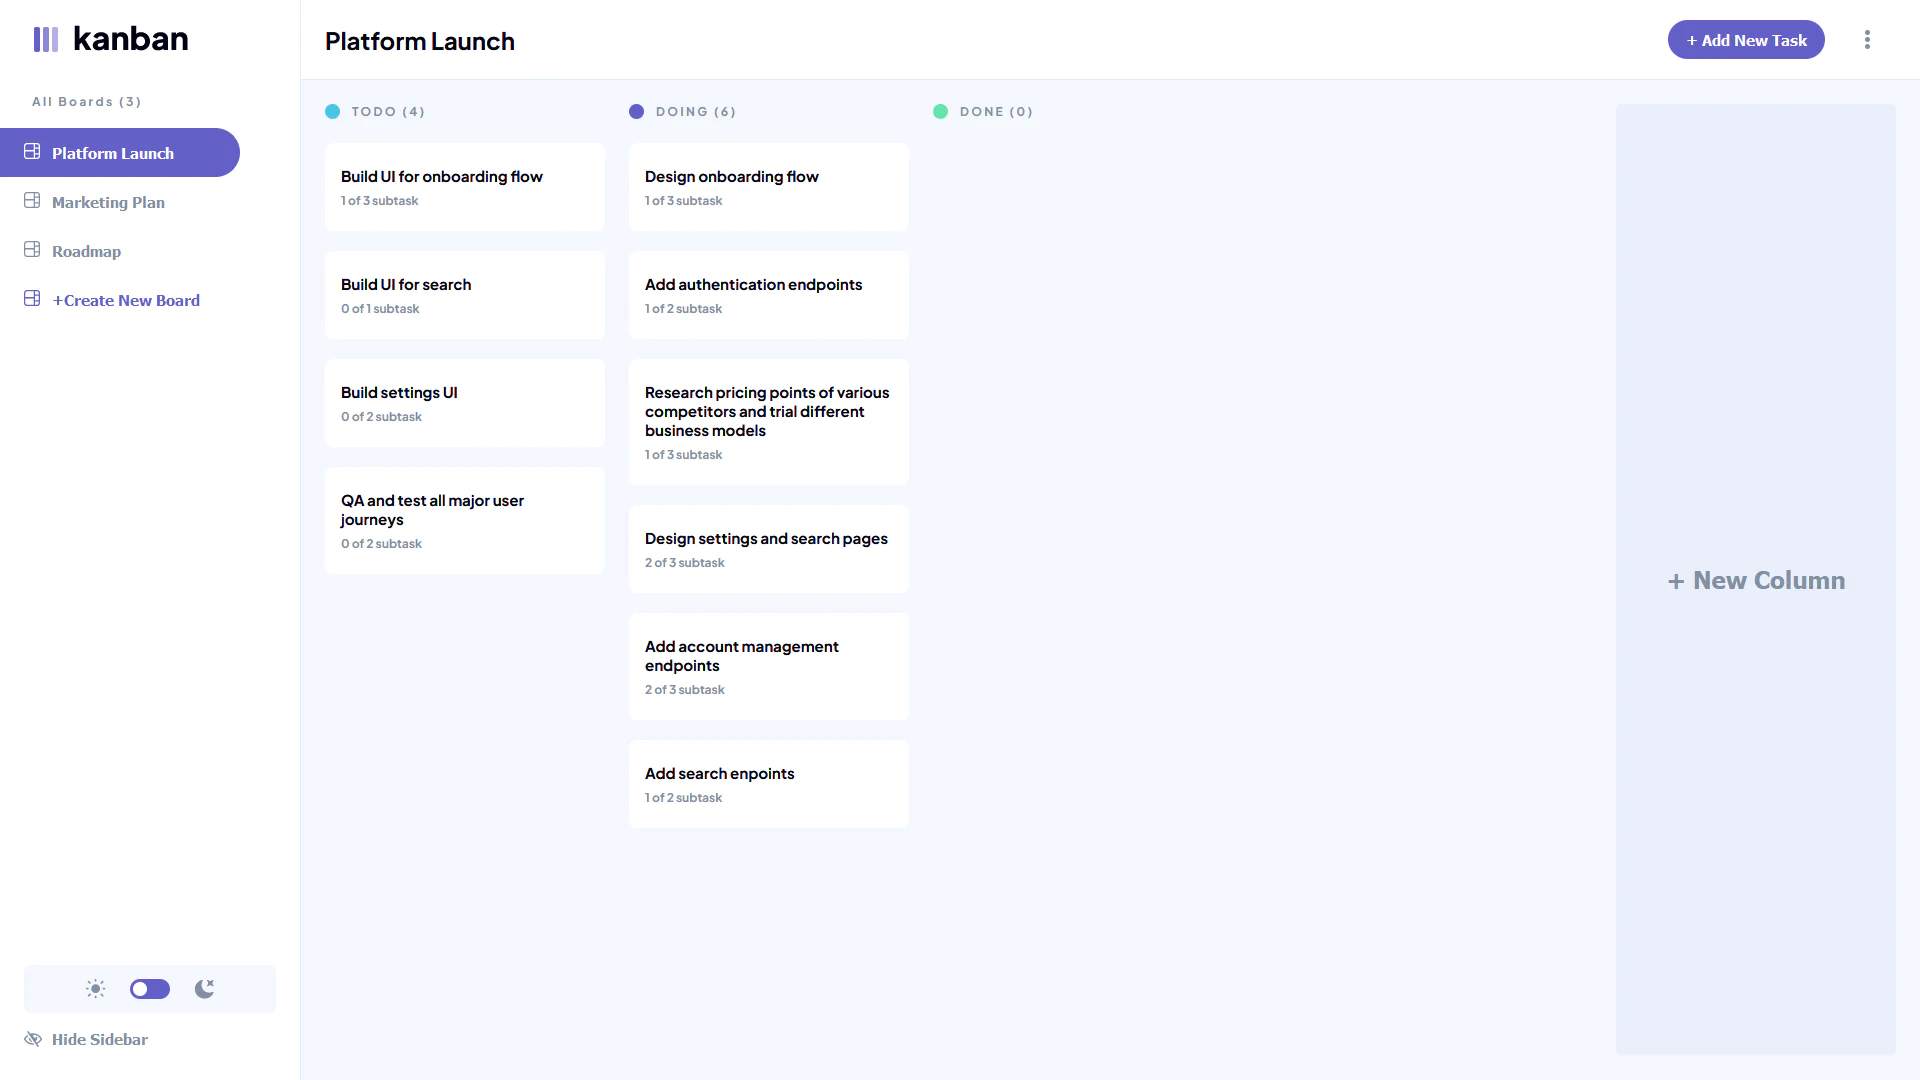 kanban
All Boards (3)
Platform Launch
Marketing Plan
Roadmap
+Create New Board
Hide Sidebar
Platform Launch
+ Add New Task
TODO (4)
Build UI for onboarding flow
1 of 3 subtask
Build UI for search
0 of 1 subtask
Build settings UI
0 of 2 subtask
QA and test all major user
journeys
0 of 2 subtask
DOING (6)
Design onboarding flow
1 of 3 subtask
Add authentication endpoints
1 of 2 subtask
Research pricing points of various
competitors and trial different
business models
1 of 3 subtask
Design settings and search pages
2 of 3 subtask
Add account management
endpoints
2 of 3 subtask
Add search enpoints
1 of 2 subtask
DONE (0)
+ New Column